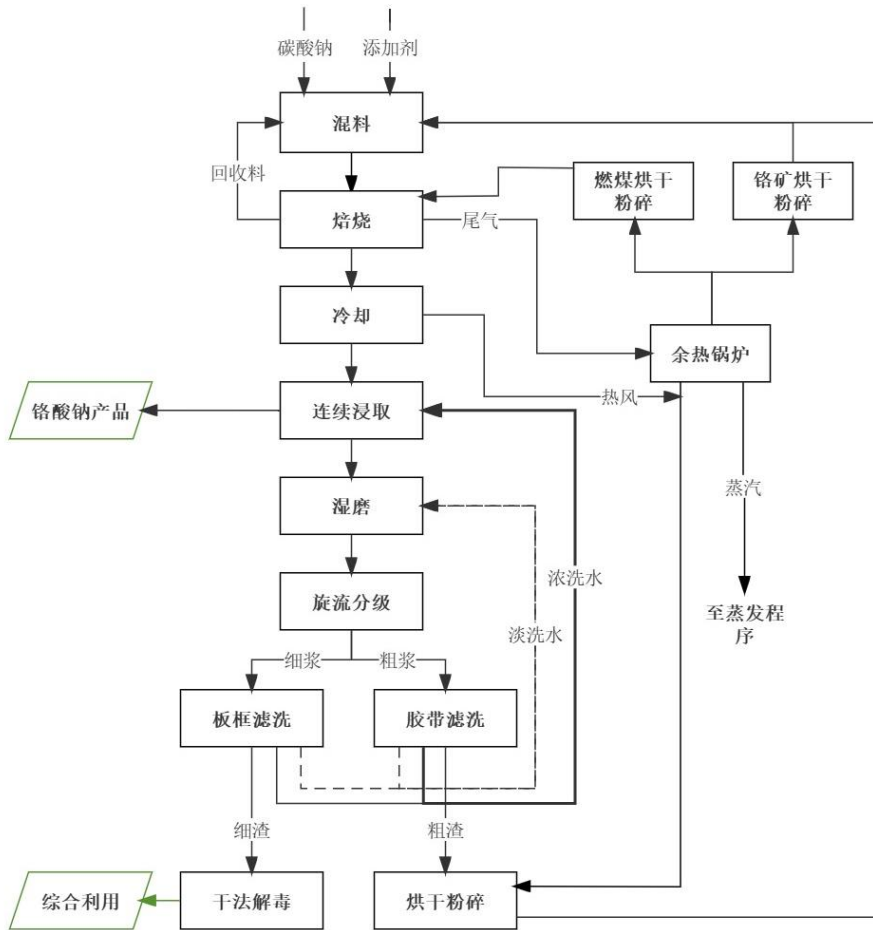 碳酸钠
添加剂
混料
回收料
燃煤烘干
粉碎
铬矿烘干
粉碎
焙烧
尾气
冷却
余热锅炉
热风
铬酸钠产品
连续浸取
蒸汽
湿磨
浓洗水
旋流分级
淡洗水
至蒸发程
序
细浆
粗浆
板框滤洗
胶带滤洗
细渣
粗渣
综合利用
干法解毒
烘干粉碎